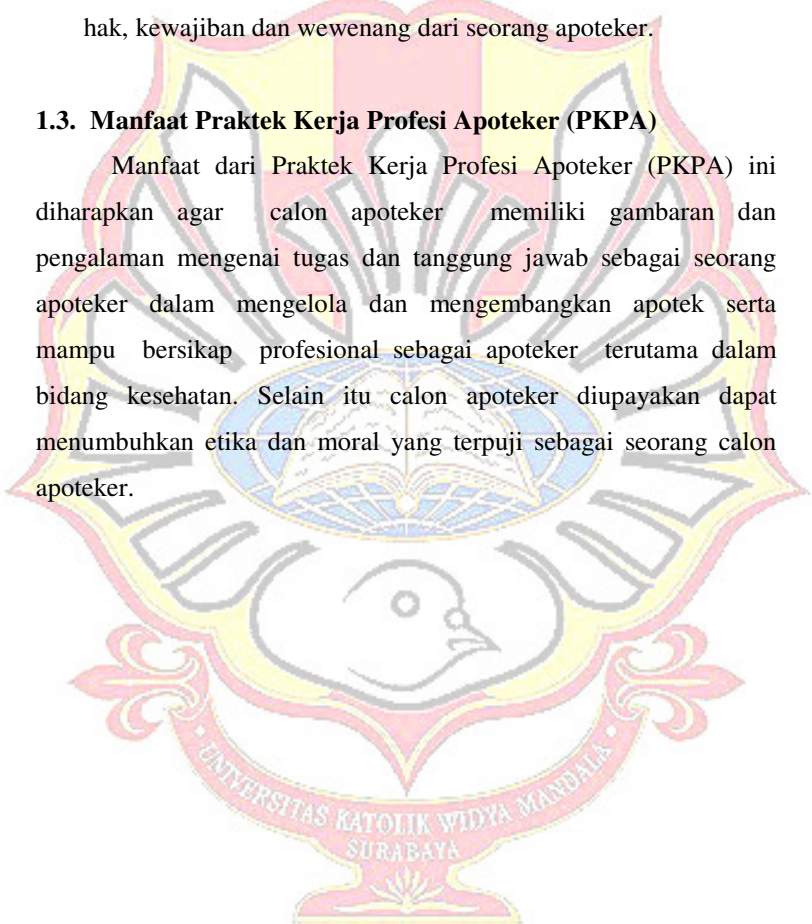 hak, kewajiban dan wewenang dari seorang apoteker.
1.3. Manfaat Praktek Kerja Profesi Apoteker (PKPA)
Manfaat dari Praktek Kerja Profesi Apoteker (PKPA) ini
diharapkan agar calon apoteker memiliki gambaran dan
pengalaman mengenai tugas dan tanggung jawab sebagai seorang
apoteker dalam mengelola dan mengembangkan apotek serta
mampu bersikap profesional sebagai apoteker terutama dalam
bidang kesehatan. Selain itu calon apoteker diupayakan dapat
menumbuhkan etika dan moral yang terpuji sebagai seorang calon
apoteker.
UNIVERSITAS KATOLIK WIDYA MANDALA
SURABAYA